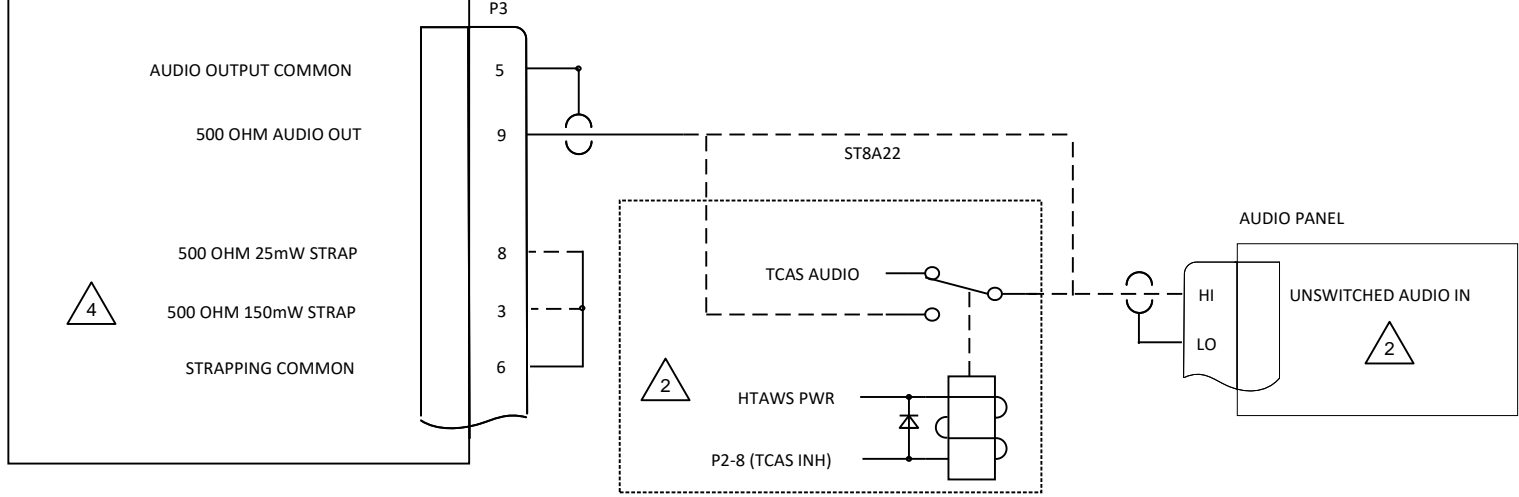 P3
AUDIO OUTPUT COMMON
5
500 OHM AUDIO OUT
9
ST8A22
500 OHM 25mW STRAP
8
4
500 OHM 150mW STRAP
3
STRAPPING COMMON
6
TCAS AUDIO
2
HTAWS PWR
P2-8 (TCAS INH)
AUDIO PANEL
HI
UNSWITCHED AUDIO IN
LO
2